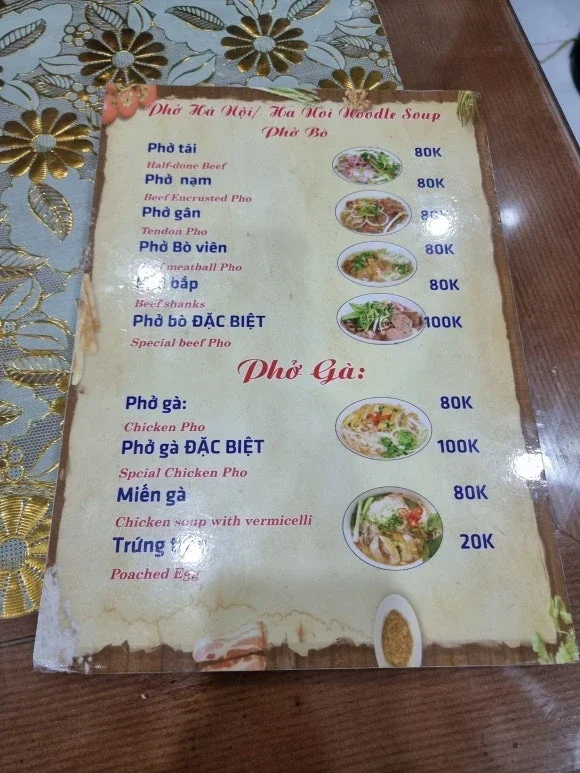 Phở Hà Nội/ Ha Noi Noodle Soup
Phở Bò
Phở tái 80K
Half-done Beef
Phở nạm 80K
Beef Encrusted Pho
Phở gân
Tendon Pho
Phở Bò viên 80K
meatball Pho
bắp 80K
Beef shanks
Phở bò ĐẶC BIỆT 100K
Special beef Pho
Phở Gà:
Phở gà: 80K
Chicken Pho
Phở gà ĐẶC BIỆT 100K
Spcial Chicken Pho
Miến gà 80K
Chicken soup with vermicelli
Trứng 20K
Poached Egg